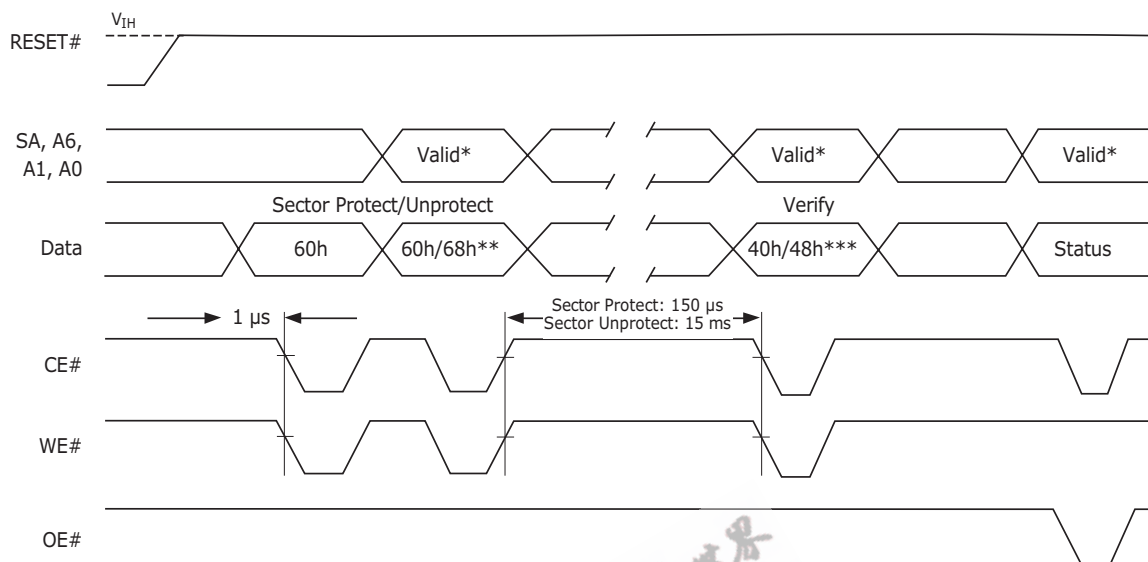 V_IH
RESET#
SA, A6,
A1, A0
Valid*
Valid*
Valid*
Sector Protect/Unprotect
Verify
Data
60h
60h/68h**
40h/48h***
Status
1 µs
Sector Protect: 150 µs
Sector Unprotect: 15 ms
CE#
WE#
OE#